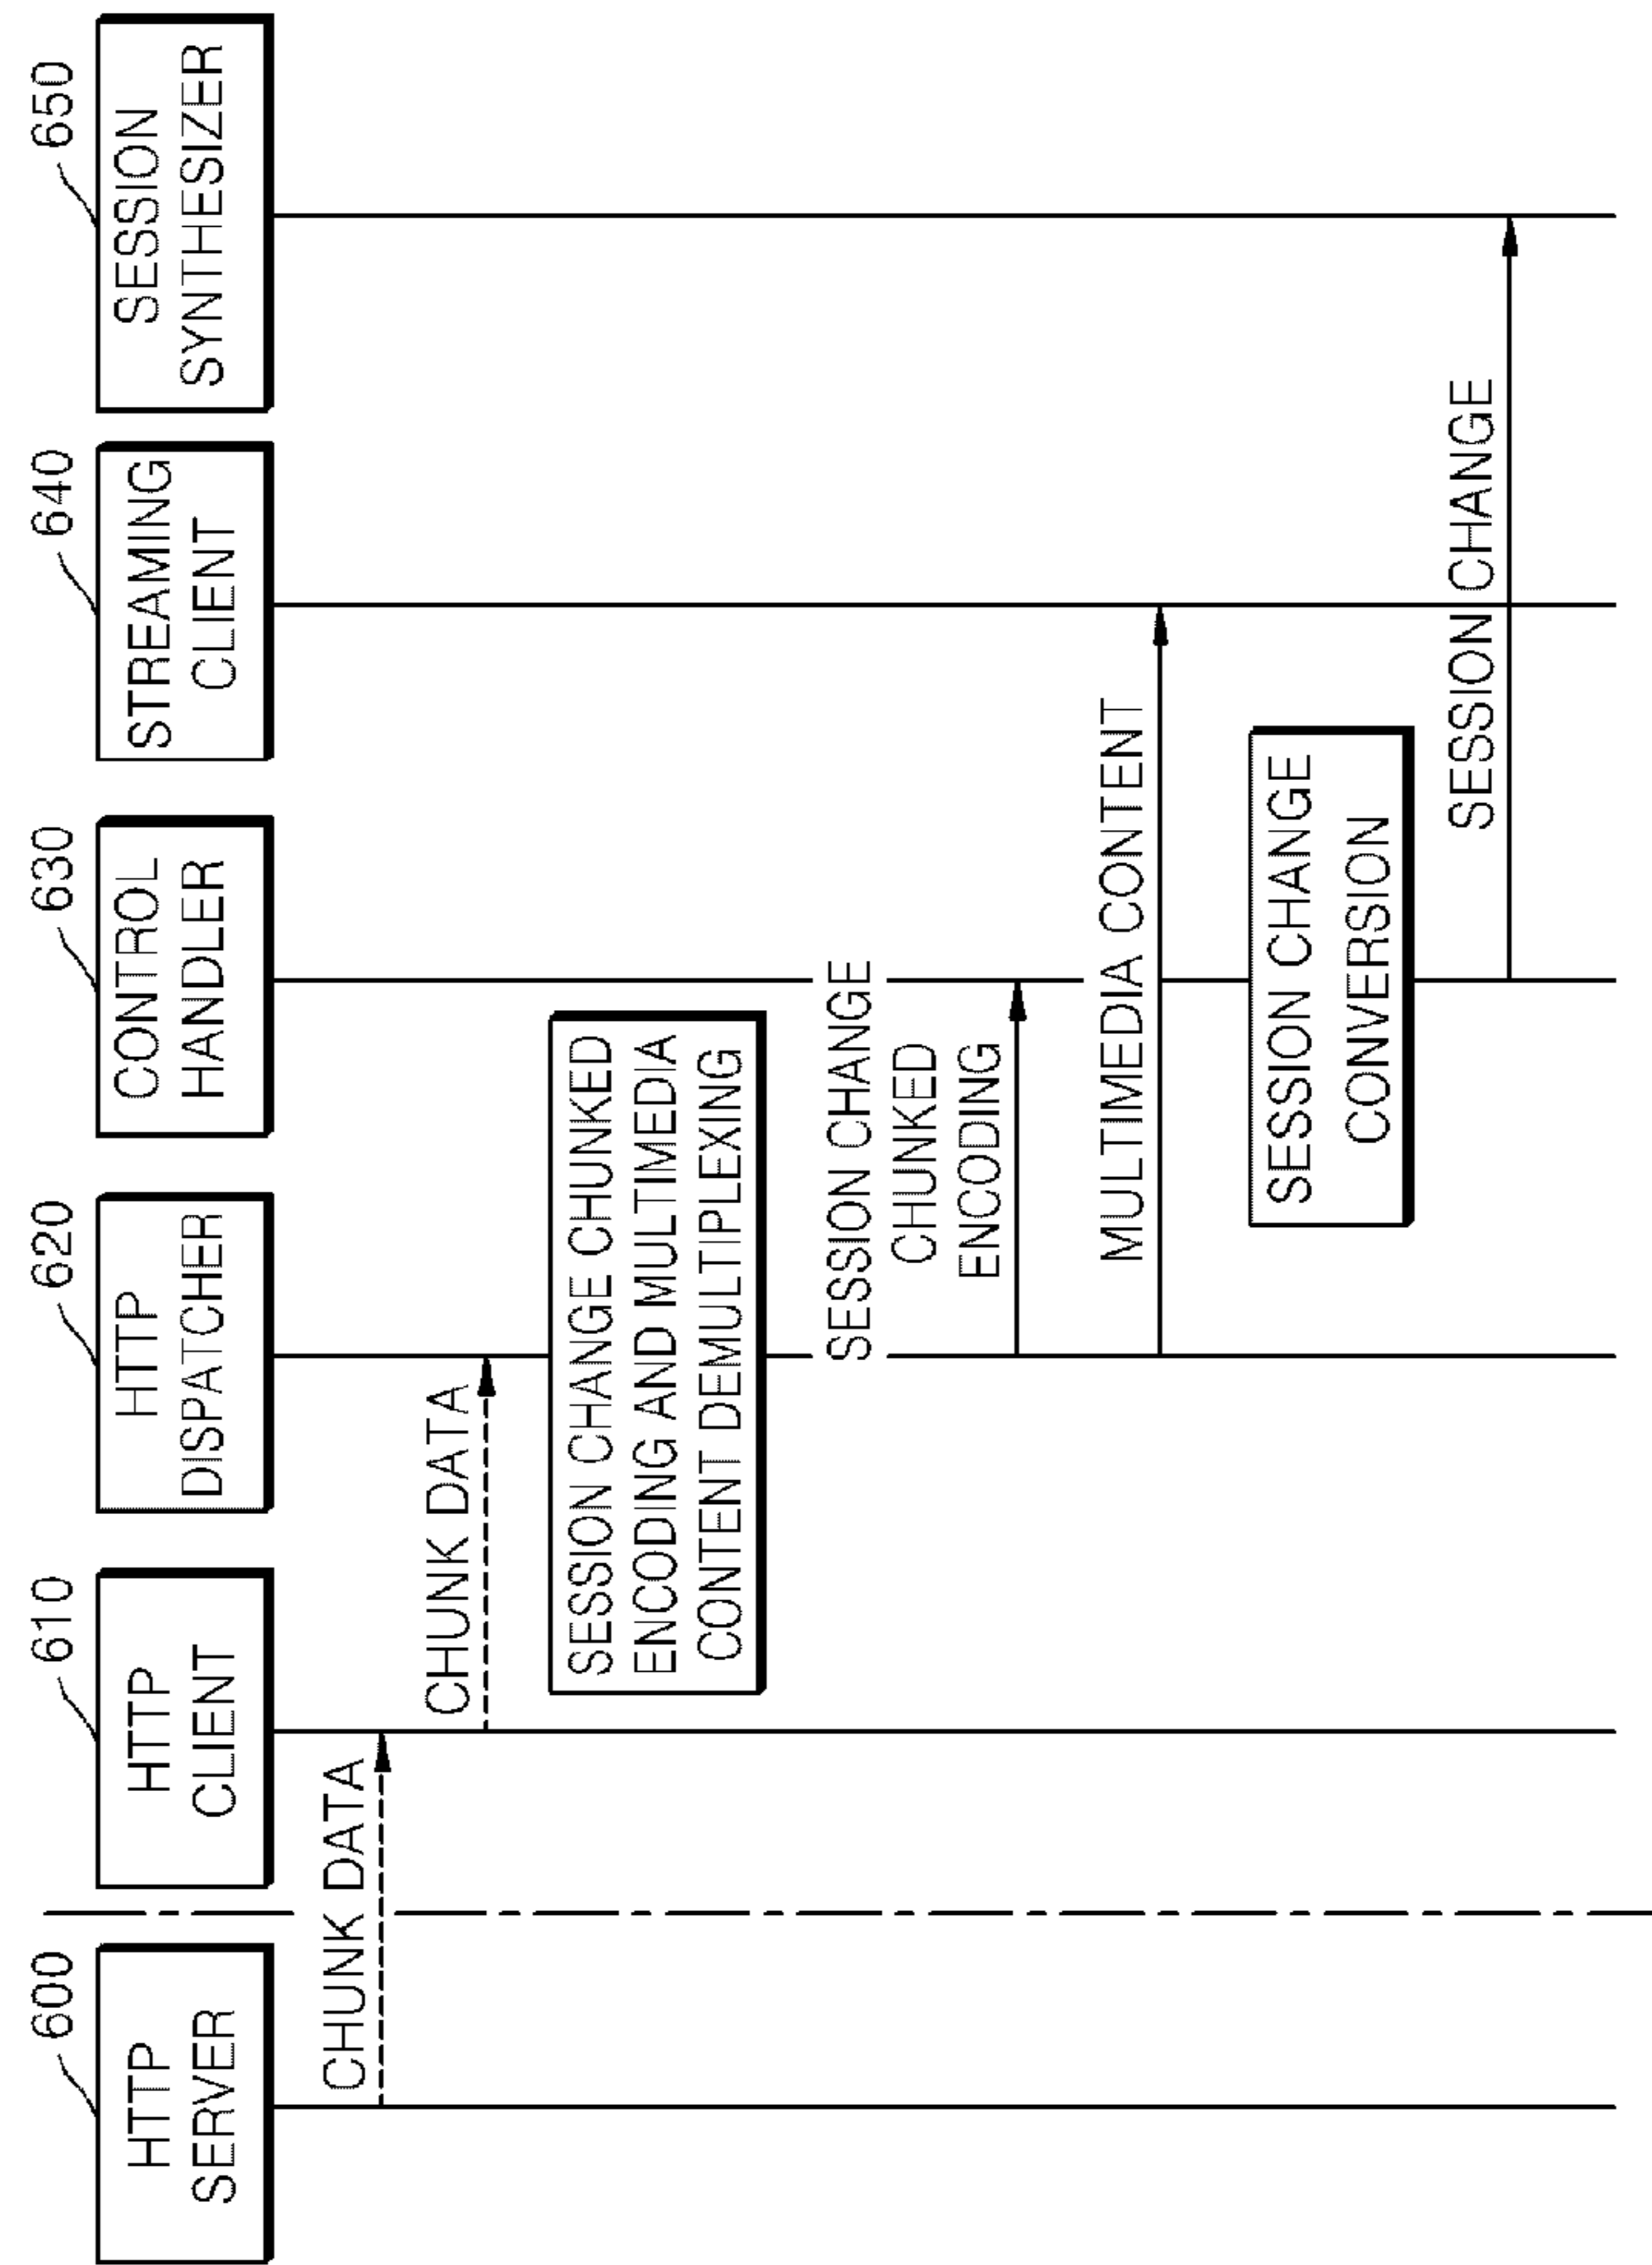 600
610
620
630
640
650
HTTP
SERVER
HTTP
CLIENT
HTTP
DISPATCHER
CONTROL
HANDLER
STREAMING
CLIENT
SESSION
SYNTHESIZER
CHUNK DATA
CHUNK DATA
SESSION CHANGE CHUNKED
ENCODING AND MULTIMEDIA
CONTENT DEMULTIPLEXING
SESSION CHANGE
CHUNKED
ENCODING
MULTIMEDIA CONTENT
SESSION CHANGE
CONVERSION
SESSION CHANGE